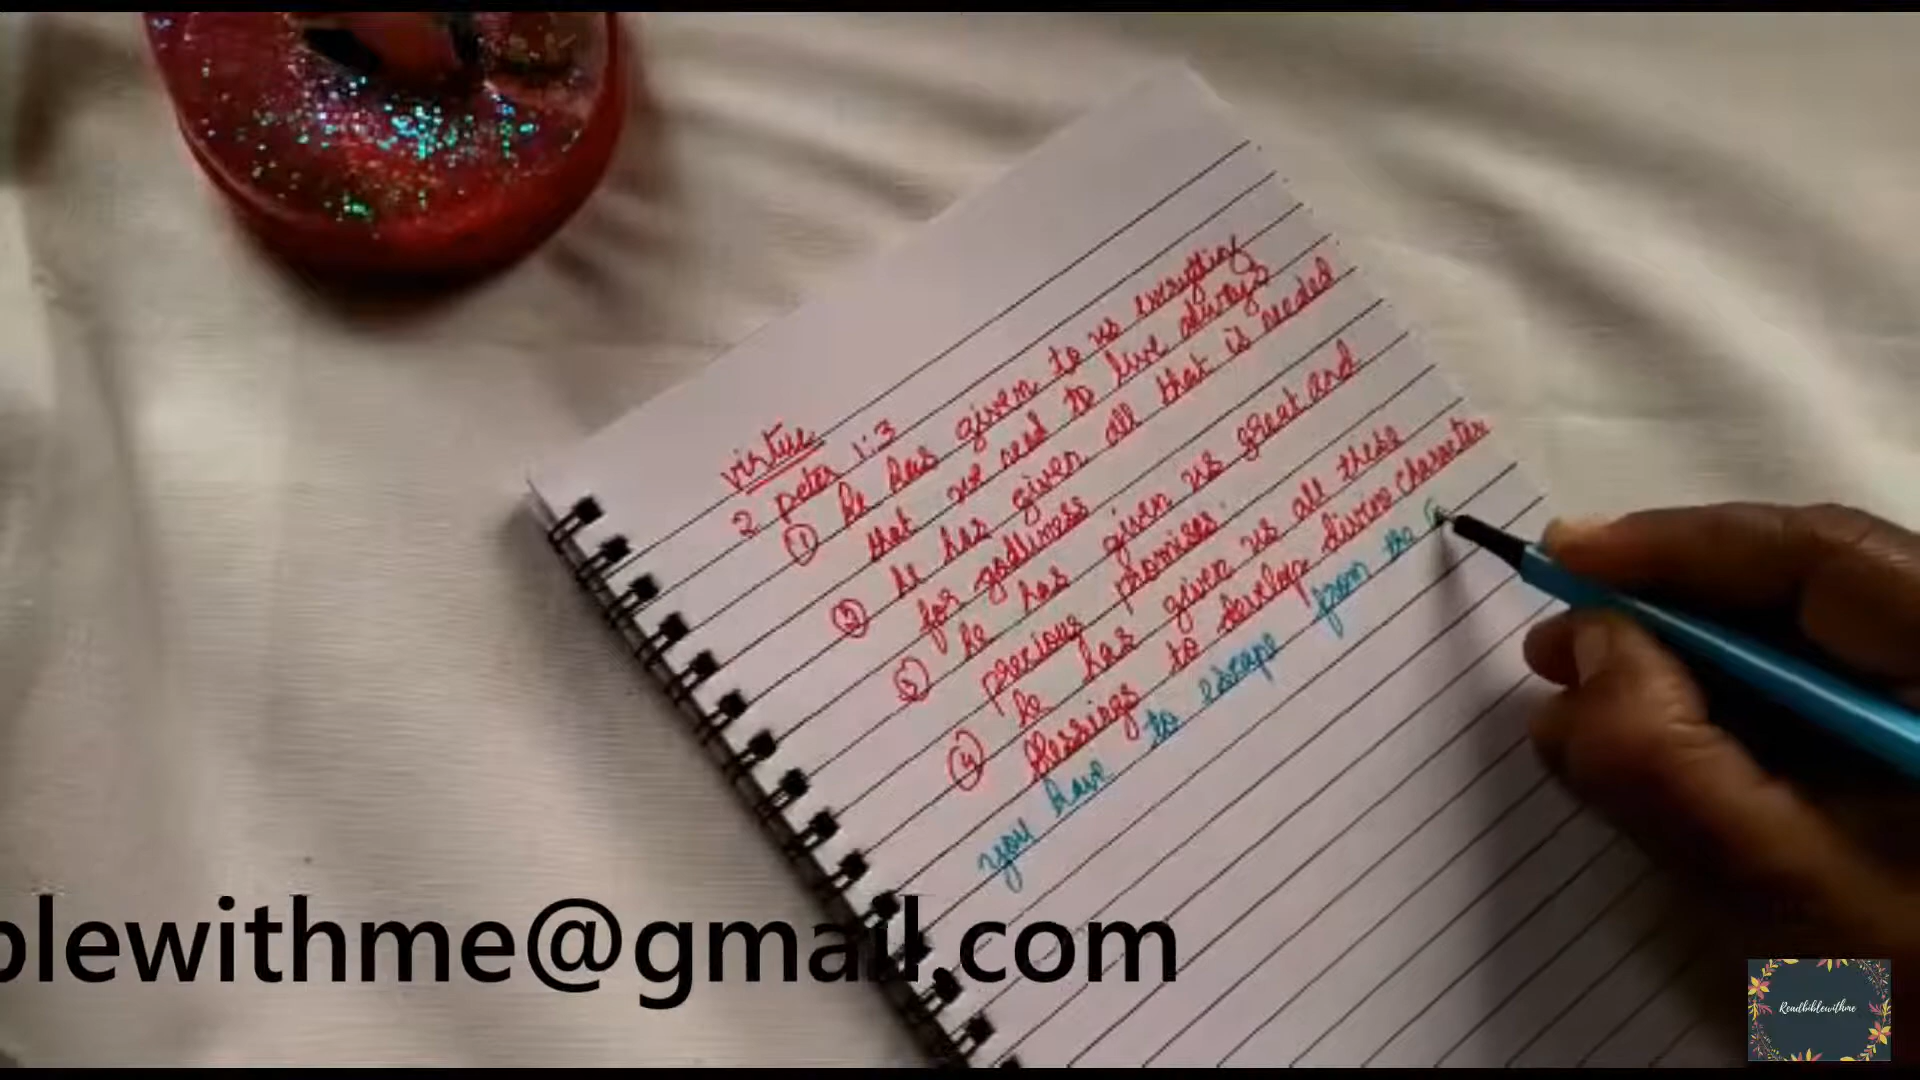 virtue
2 peter 1:3
① he has given to us everything
that we need to live always
② he has given all that is needed
for godliness
③ he has given us great and
precious promises.
④ he has given us all these
blessings to develop divine character
you have to escape from the
blewithme@gmail.com
Readbiblewithme